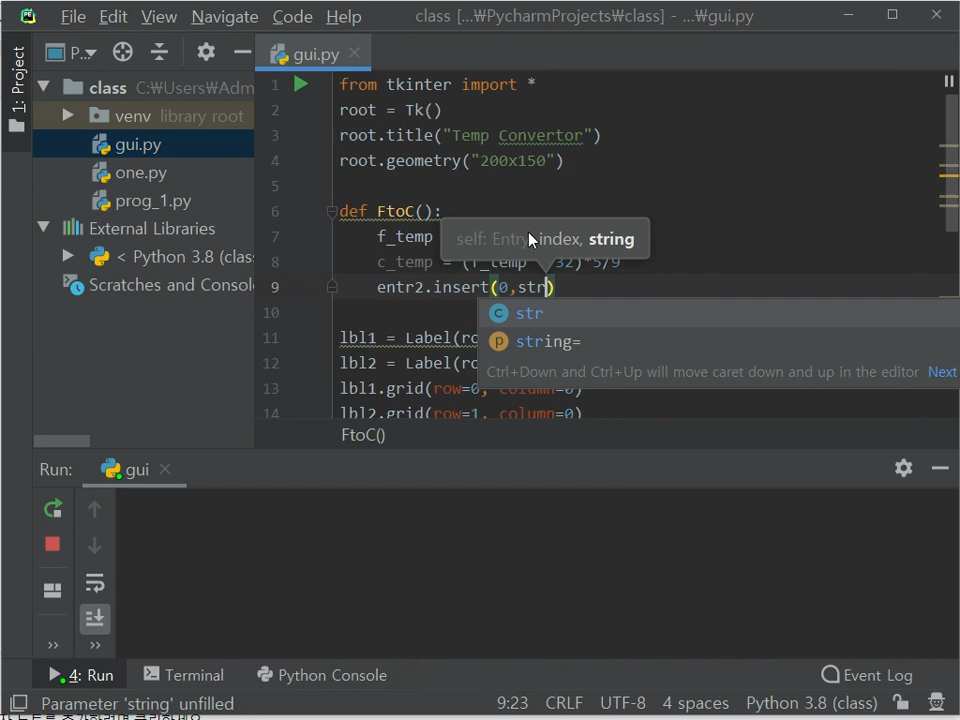 File Edit View Navigate Code Help class [...₩PycharmProjects₩class] - ...₩gui.py
1: Project
P...
gui.py
class C:₩Users₩Adm
venv library root
gui.py
one.py
prog_1.py
External Libraries
< Python 3.8 (clas
Scratches and Consol
1 from tkinter import *
2 root = Tk()
3 root.title("Temp Convertor")
4 root.geometry("200x150")
5
6 def FtoC():
7 f_temp
self: Entry, index, string
8 c_temp = (f_temp 32)*5/9
9 entr2.insert(0,str)
str
string=
Ctrl+Down and Ctrl+Up will move caret down and up in the editor Next
10
11 lbl1 = Label(ro
12 lbl2 = Label(ro
13 lbl1.grid(row=0, column=0)
14 lbl2.grid(row=1, column=0)
FtoC()
Run: gui
4: Run Terminal Python Console Event Log
Parameter 'string' unfilled 9:23 CRLF UTF-8 4 spaces Python 3.8 (class)